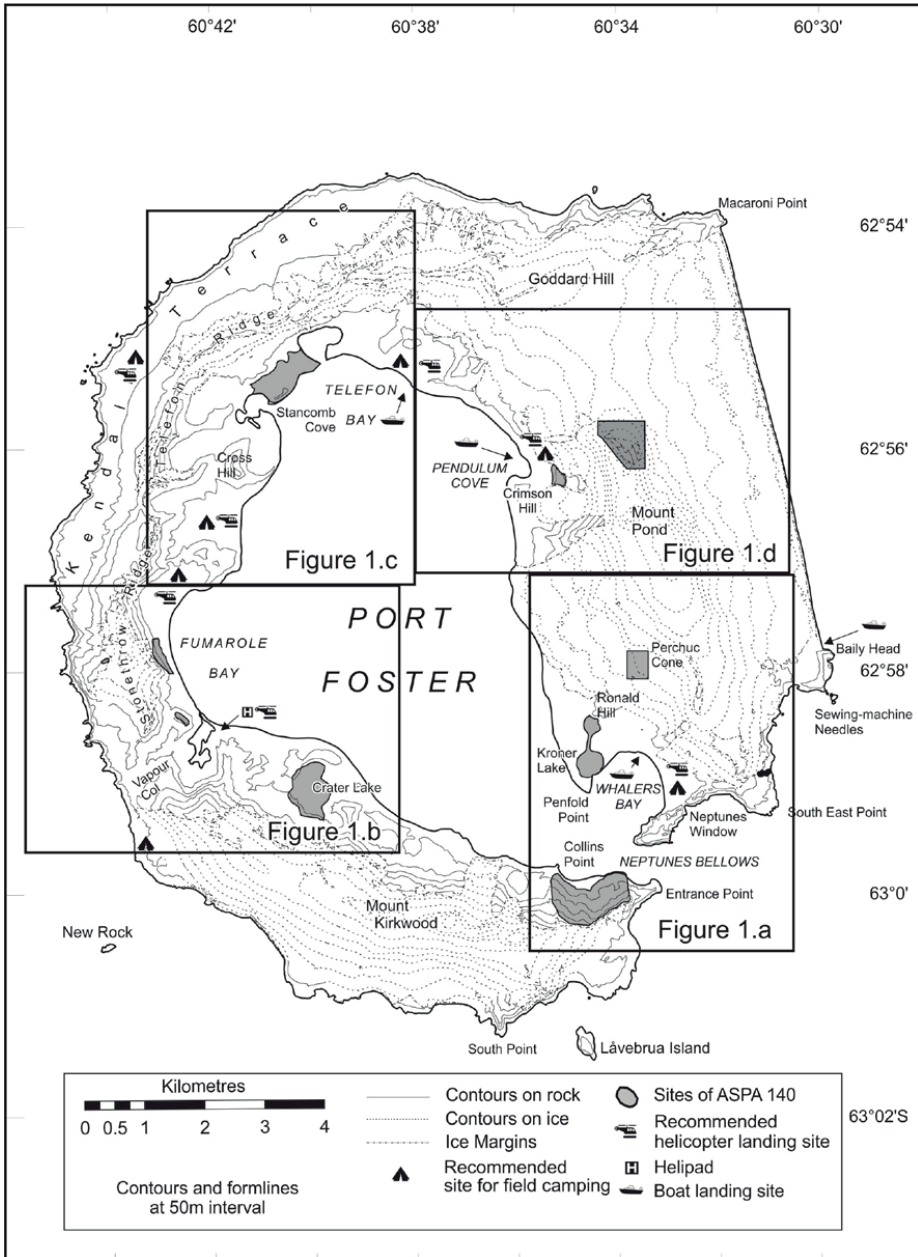 60°42'
60°38'
60°34'
60°30'
Macaroni Point
62°54'
Goddard Hill
Kendal Terrace
Telefon Ridge
TELEFON
BAY
Stancomb
Cove
Cross
Hill
PENDULUM
COVE
Crimson
Hill
62°56'
Mount
Pond
Figure 1.c
Figure 1.d
PORT
FOSTER
FUMAROLE
BAY
Stonethrow Ridge
Perchuc
Cone
Baily Head
62°58'
Ronald
Hill
Sewing-machine
Needles
H
Kroner
Lake
Vapour
Col
Crater Lake
WHALERS
BAY
Penfold
Point
Neptunes
Window
South East Point
Figure 1.b
Collins
Point
NEPTUNES BELLOWS
Entrance Point
63°0'
Mount
Kirkwood
New Rock
Figure 1.a
South Point
Låvebrua Island
Kilometres
0 0.5 1 2 3 4
Contours and formlines
at 50m interval
Contours on rock
Contours on ice
Ice Margins
Recommended
site for field camping
Sites of ASPA 140
Recommended
helicopter landing site
H Helipad
Boat landing site
63°02'S